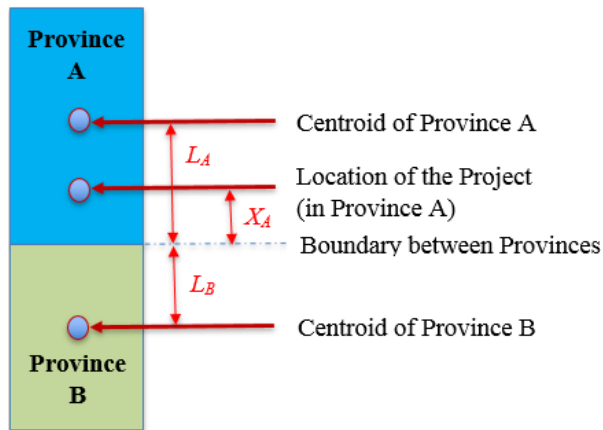 Province
A
Centroid of Province A
L_A
Location of the Project
(in Province A)
X_A
Boundary between Provinces
L_B
Centroid of Province B
Province
B